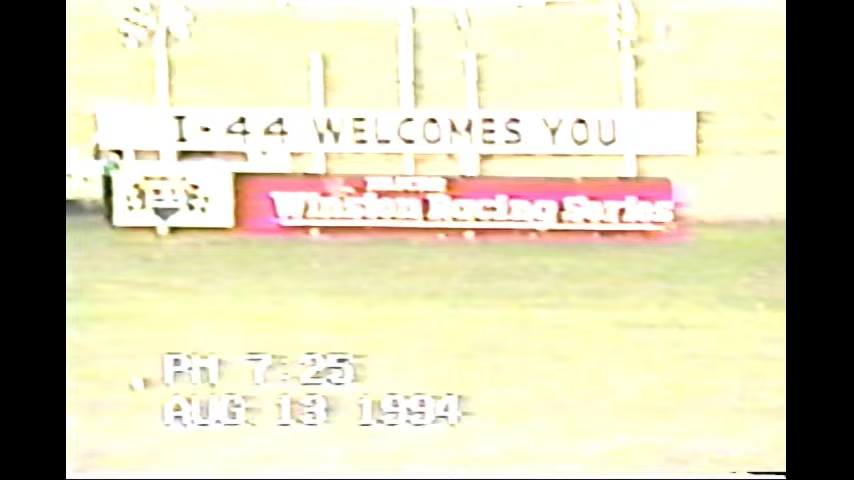 I-44 WELCOMES YOU
Winston Racing Series
PM 7:25
AUG 13 1994